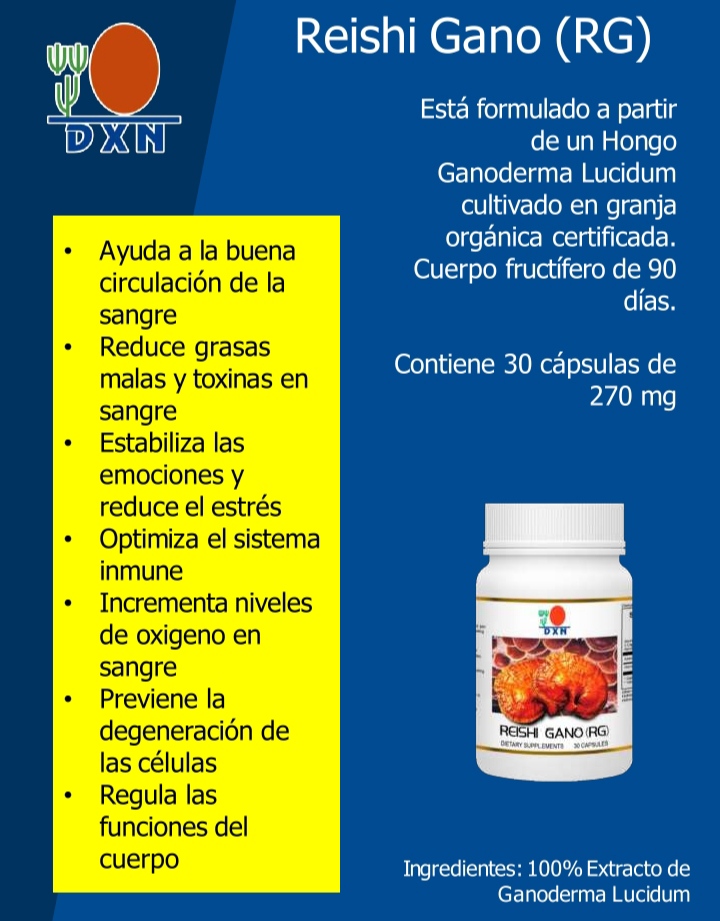 DXN
Reishi Gano (RG)
Está formulado a partir
de un Hongo
Ganoderma Lucidum
cultivado en granja
orgánica certificada.
Cuerpo fructífero de 90
días.
Contiene 30 cápsulas de
270 mg
• Ayuda a la buena
circulación de la
sangre
• Reduce grasas
malas y toxinas en
sangre
• Estabiliza las
emociones y
reduce el estrés
• Optimiza el sistema
inmune
• Incrementa niveles
de oxigeno en
sangre
• Previene la
degeneración de
las células
• Regula las
funciones del
cuerpo
DXN
REISHI GANO (RG)
DIETARY SUPPLEMENTS 30 CAPSULES
Ingredientes: 100% Extracto de
Ganoderma Lucidum